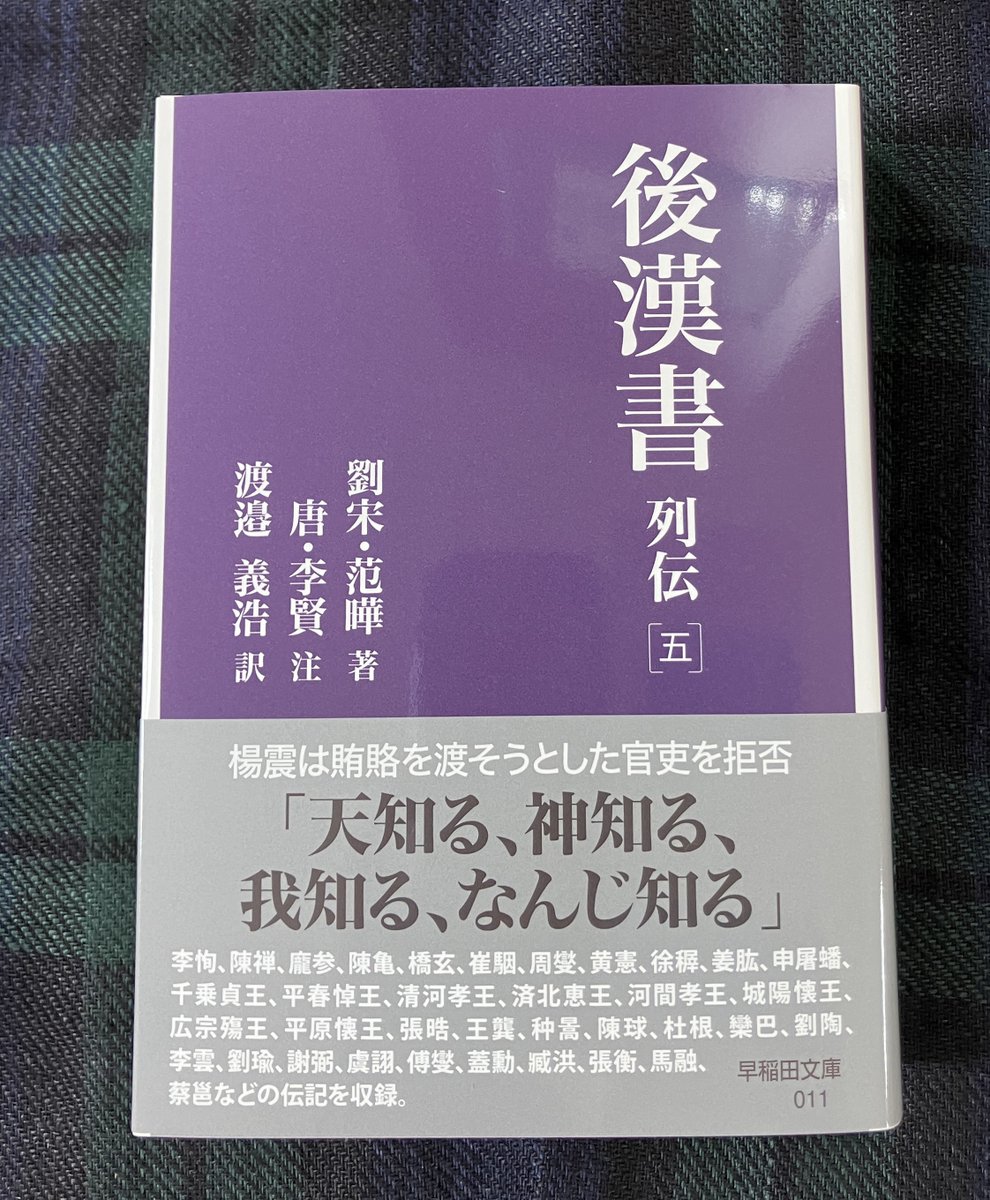 後漢書 列伝[五]
劉宋・范曄 著
唐・李賢 注
渡邉 義浩 訳
楊震は賄賂を渡そうとした官吏を拒否
「天知る、神知る、
我知る、なんじ知る」
李恂、陳禅、龐参、陳亀、橋玄、崔駰、周燮、黄憲、徐穉、姜肱、申屠蟠、
千乗貞王、平春悼王、清河孝王、済北恵王、河間孝王、城陽懐王、
広宗殤王、平原懐王、張晧、王龔、种暠、陳球、杜根、欒巴、劉陶、
李雲、劉瑜、謝弼、虞詡、傅燮、蓋勳、臧洪、張衡、馬融、
蔡邕などの伝記を収録。
早稲田文庫
011